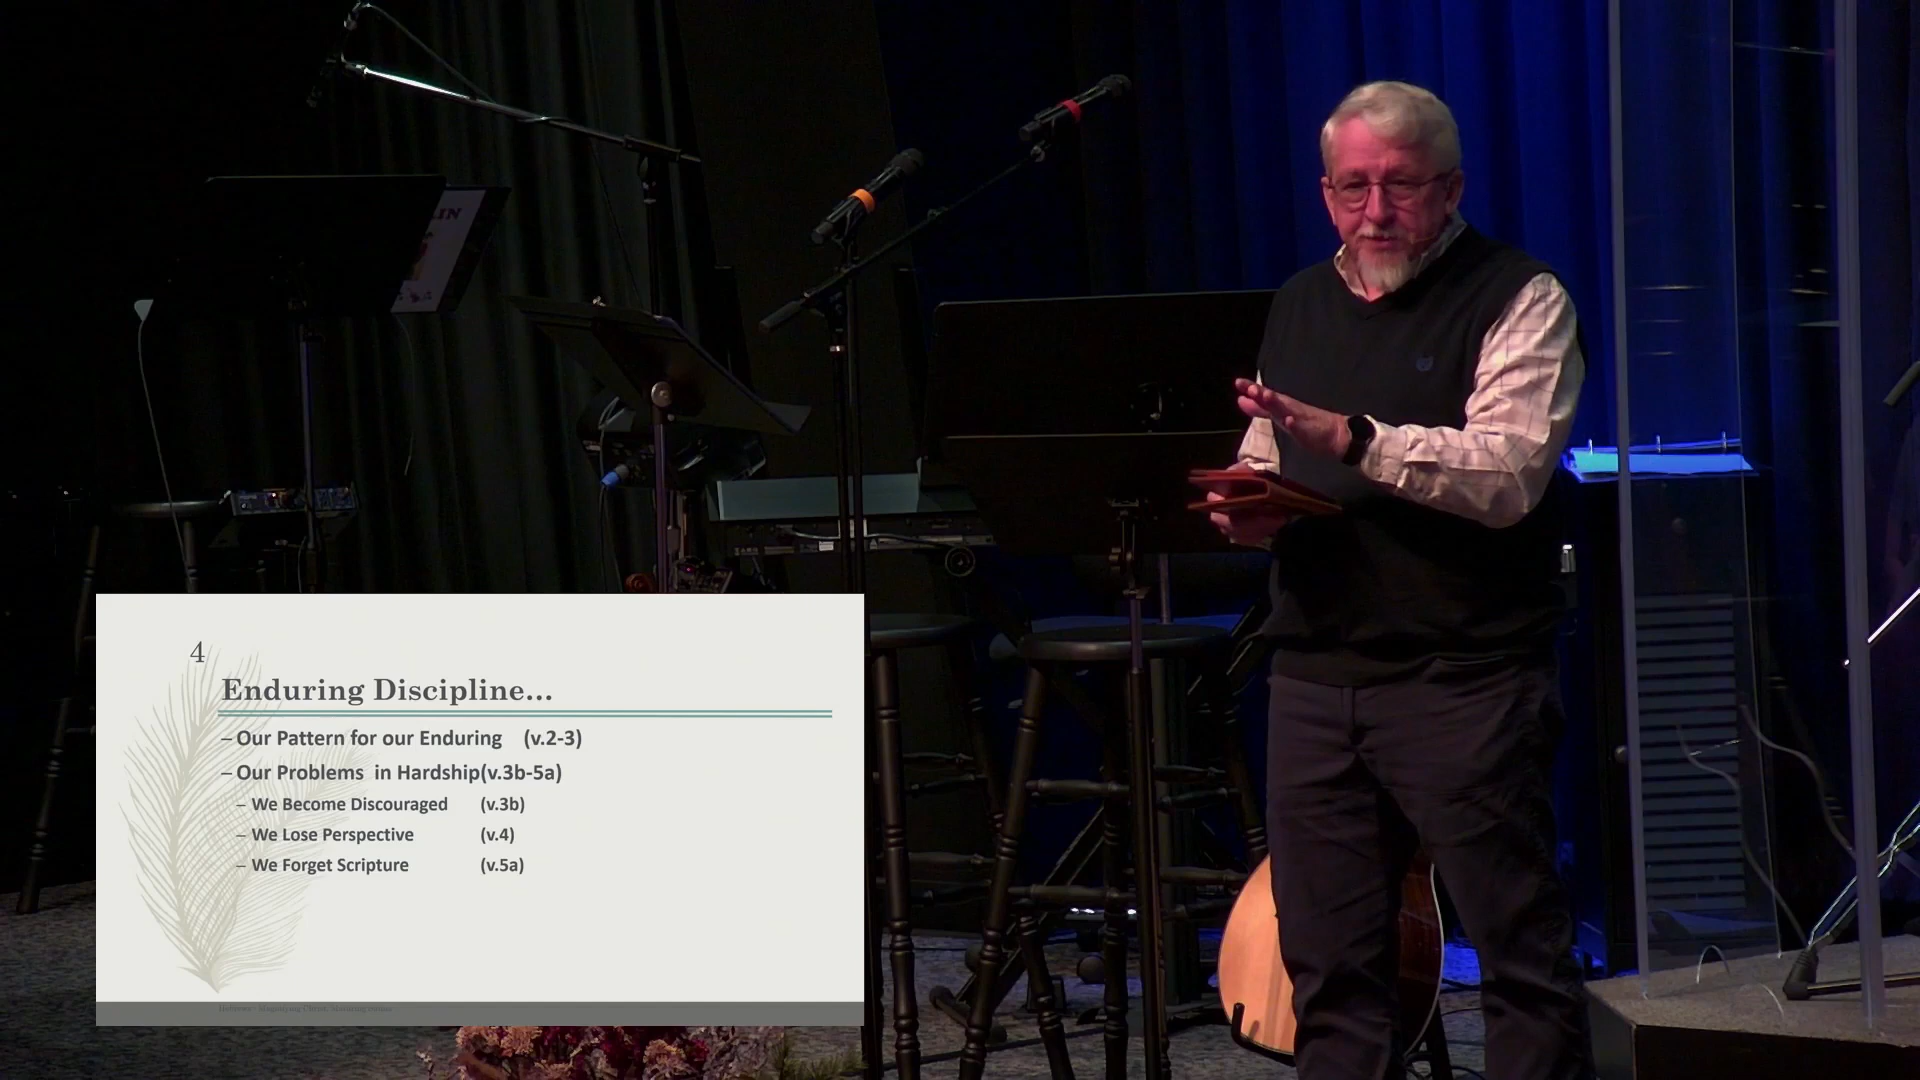 LIN
4
Enduring Discipline...
– Our Pattern for our Enduring (v.2-3)
– Our Problems in Hardship(v.3b-5a)
– We Become Discouraged (v.3b)
– We Lose Perspective (v.4)
– We Forget Scripture (v.5a)